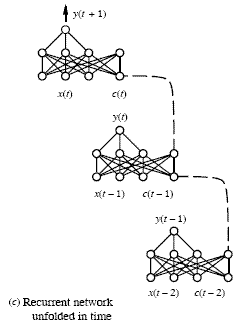 y(t + 1)
x(t) c(t)
y(t)
x(t − 1) c(t − 1)
y(t − 1)
x(t − 2) c(t − 2)
(c) Recurrent network
unfolded in time